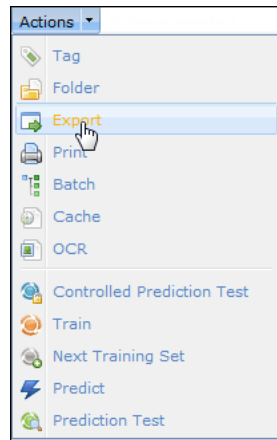 Actions
Tag
Folder
Export
Print
Batch
Cache
OCR
Controlled Prediction Test
Train
Next Training Set
Predict
Prediction Test